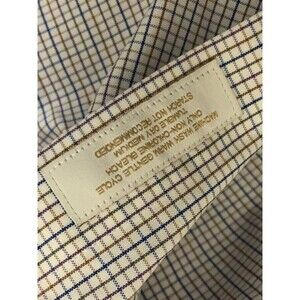 MACHINE WASH WARM GENTLE CYCLE
ONLY NON-CHLORINE BLEACH
TUMBLE DRY MEDIUM
STARCH NOT RECOMMENDED